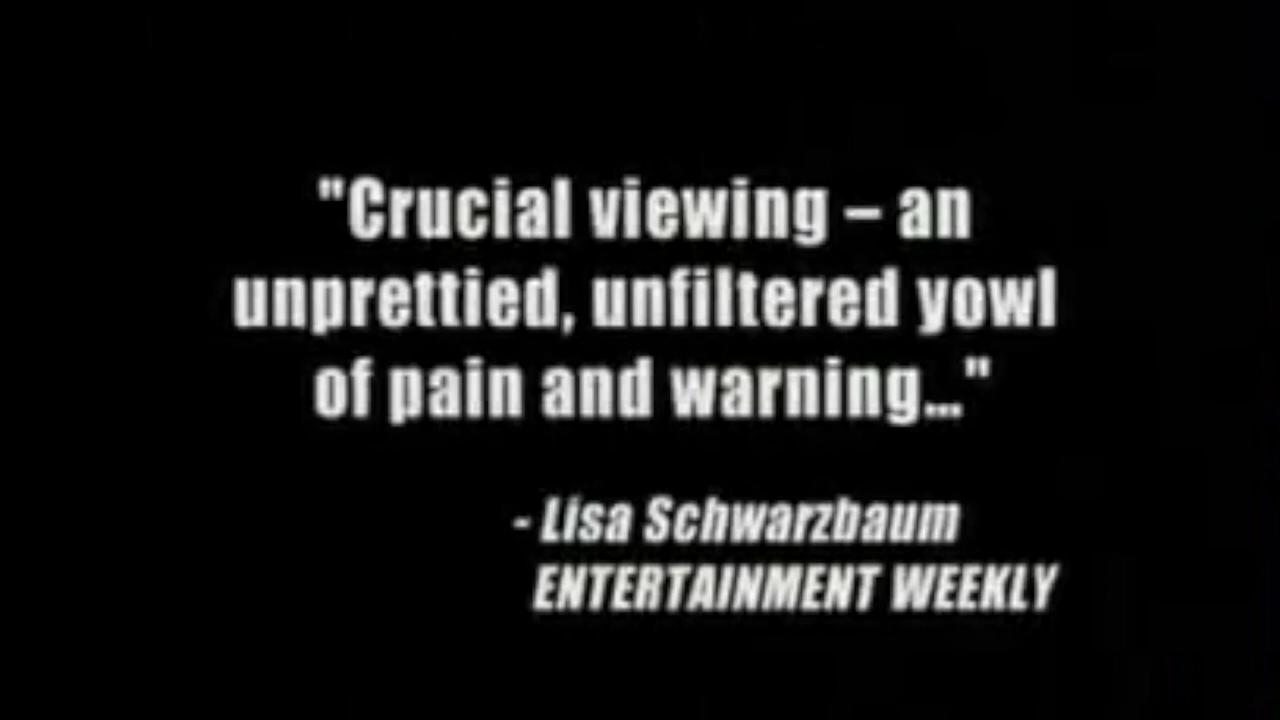 "Crucial viewing – an
unprettied, unfiltered yowl
of pain and warning..."
- Lisa Schwarzbaum
ENTERTAINMENT WEEKLY